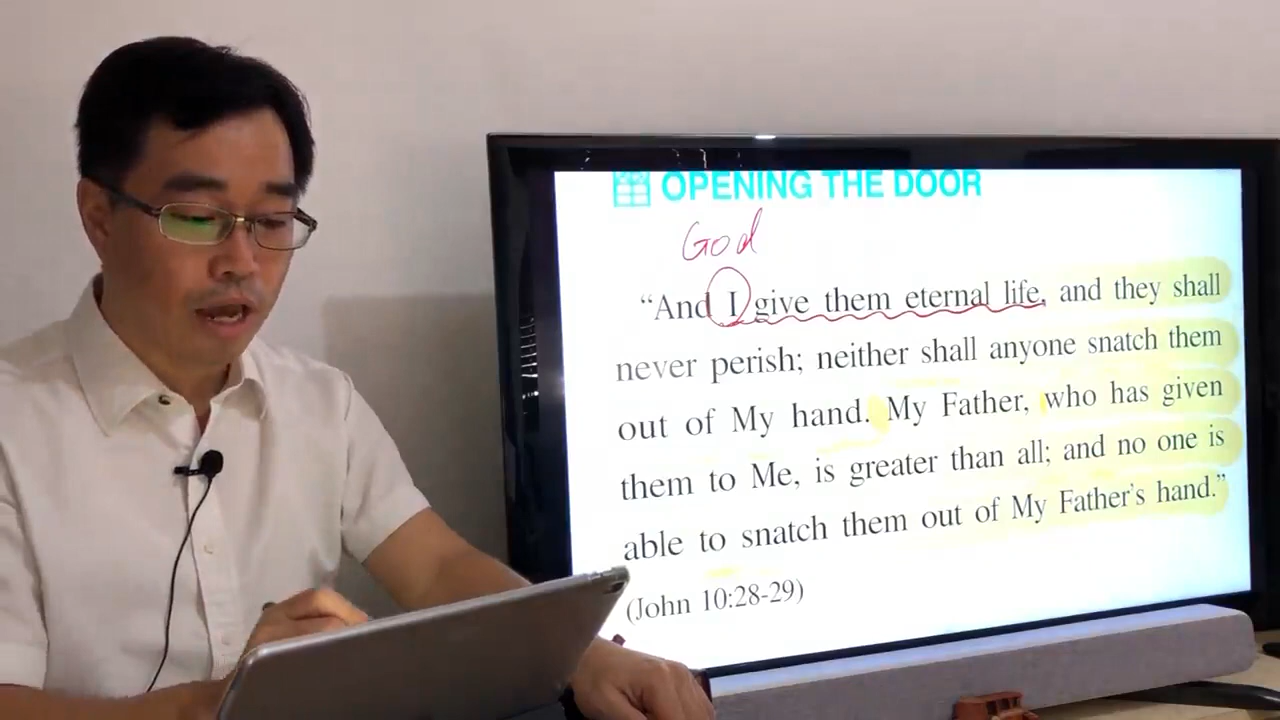 OPENING THE DOOR
God
“And I give them eternal life, and they shall
never perish; neither shall anyone snatch them
out of My hand. My Father, who has given
them to Me, is greater than all; and no one is
able to snatch them out of My Father’s hand.”
(John 10:28-29)